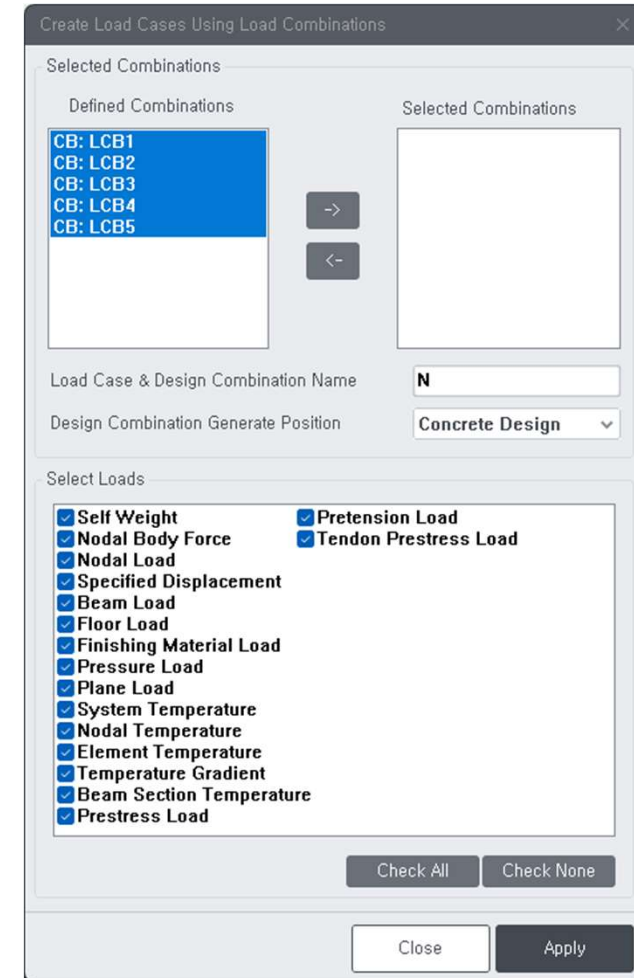 Create Load Cases Using Load Combinations
Selected Combinations
Defined Combinations
Selected Combinations
CB: LCB1
CB: LCB2
CB: LCB3
CB: LCB4
CB: LCB5
->
<-
Load Case & Design Combination Name
N
Design Combination Generate Position
Concrete Design
Select Loads
Self Weight
Nodal Body Force
Nodal Load
Specified Displacement
Beam Load
Floor Load
Finishing Material Load
Pressure Load
Plane Load
System Temperature
Nodal Temperature
Element Temperature
Temperature Gradient
Beam Section Temperature
Prestress Load
Pretension Load
Tendon Prestress Load
Check All
Check None
Close
Apply